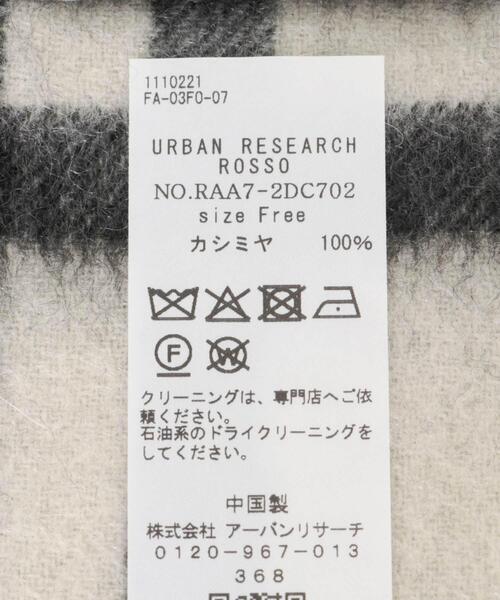 1110221
FA-03F0-07
URBAN RESEARCH
ROSSO
NO.RAA7-2DC702
size Free
カシミヤ 100%
F W
クリーニングは、専門店へご依
頼ください。
石油系のドライクリーニングを
してください。
中国製
株式会社 アーバンリサーチ
0120-967-013
368